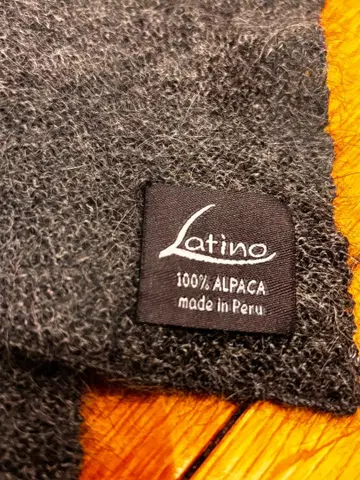 Latino
100% ALPACA
made in Peru